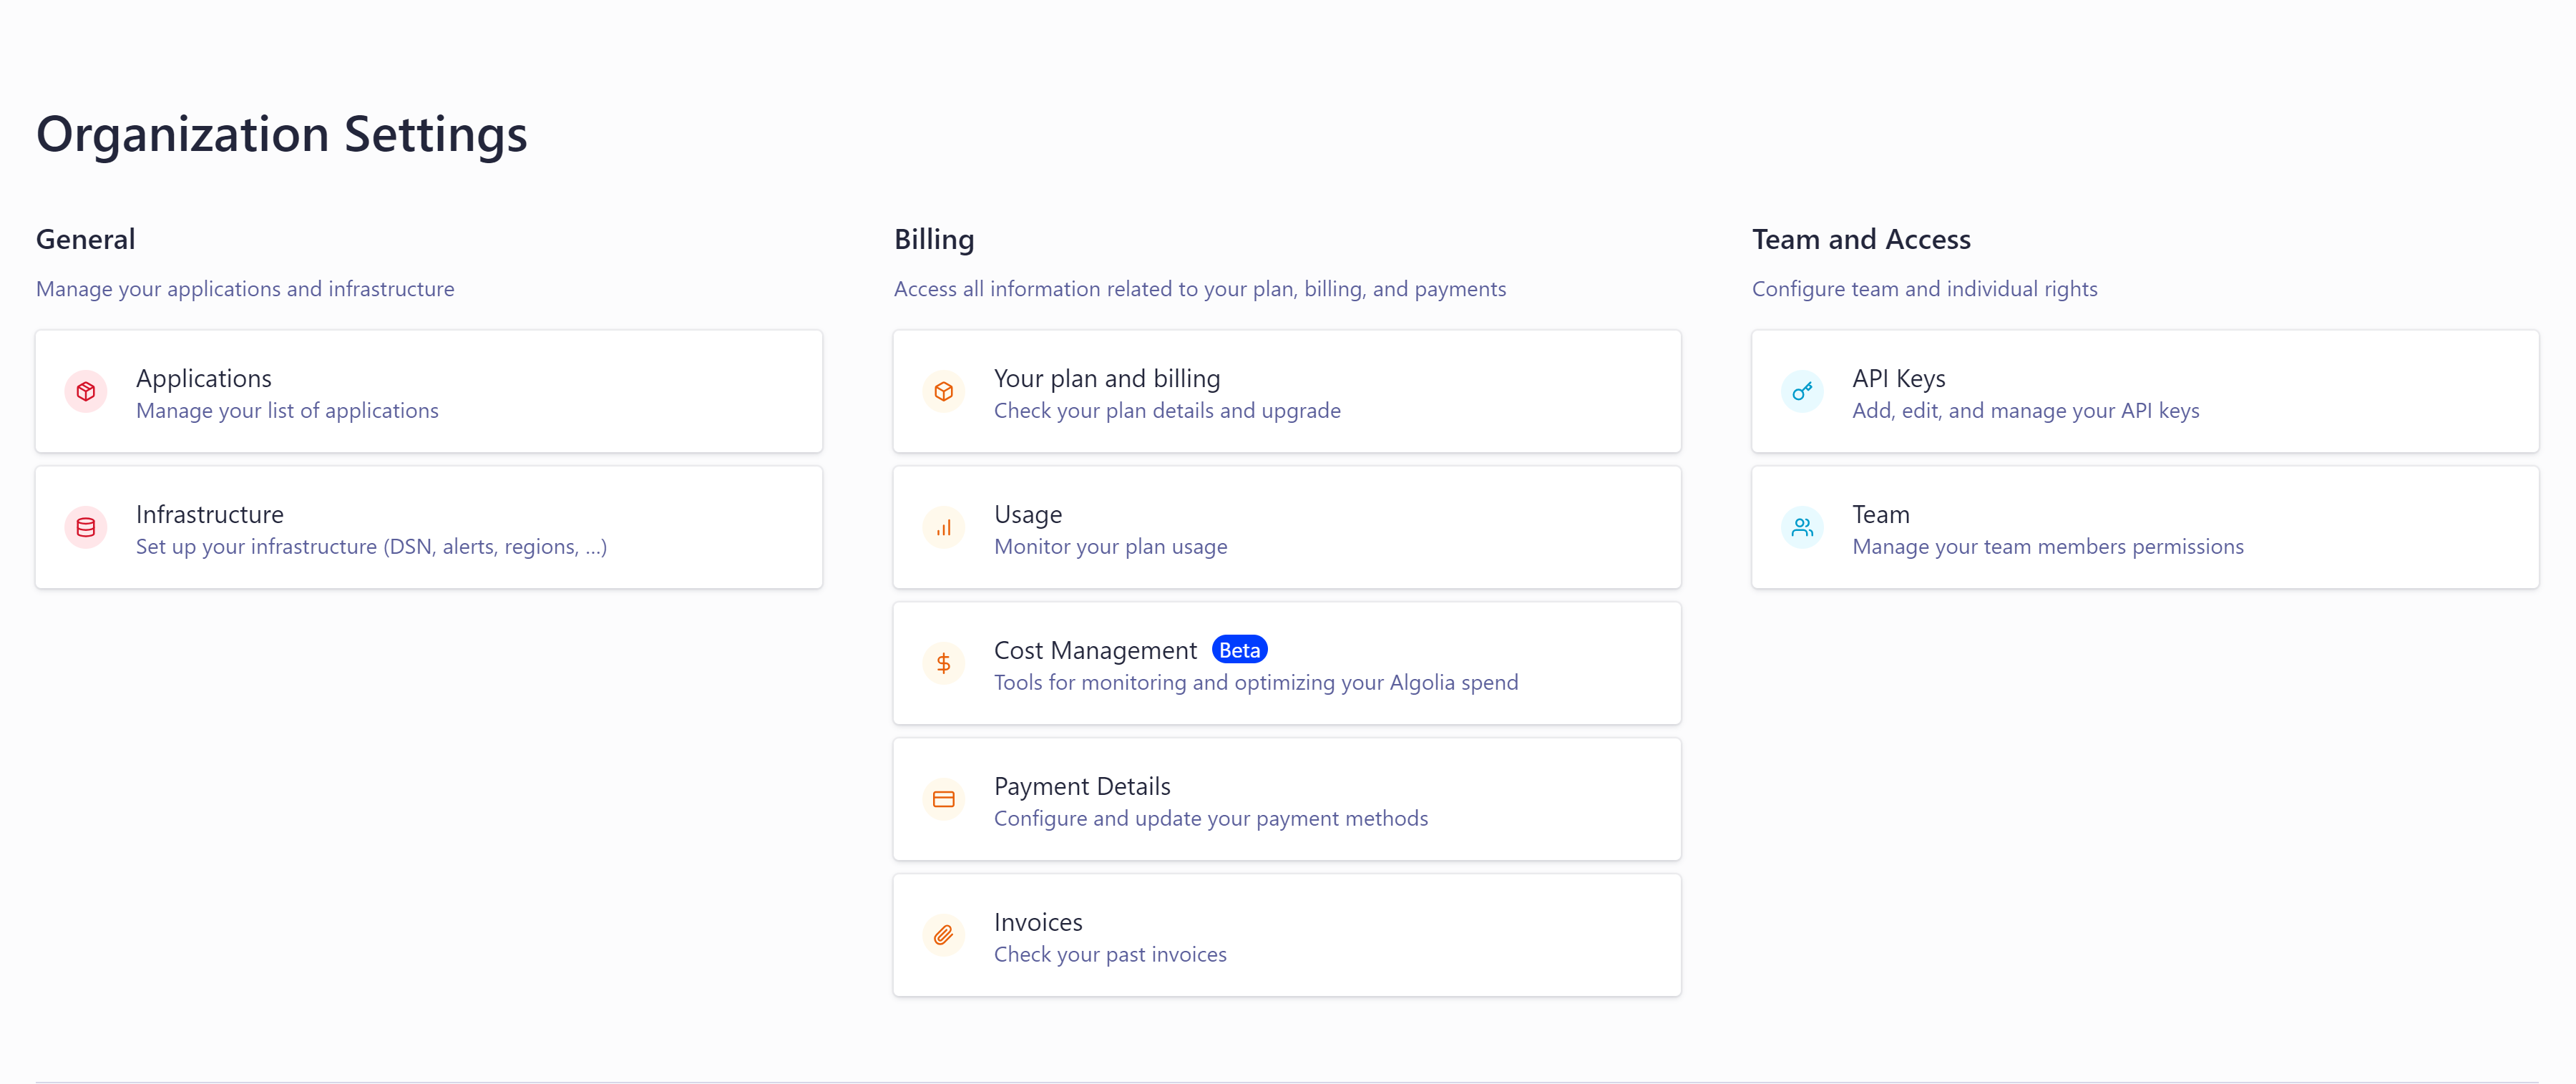 Organization Settings
General
Manage your applications and infrastructure
Applications
Manage your list of applications
Infrastructure
Set up your infrastructure (DSN, alerts, regions, ...)
Billing
Access all information related to your plan, billing, and payments
Your plan and billing
Check your plan details and upgrade
Usage
Monitor your plan usage
Cost Management Beta
Tools for monitoring and optimizing your Algolia spend
Payment Details
Configure and update your payment methods
Invoices
Check your past invoices
Team and Access
Configure team and individual rights
API Keys
Add, edit, and manage your API keys
Team
Manage your team members permissions